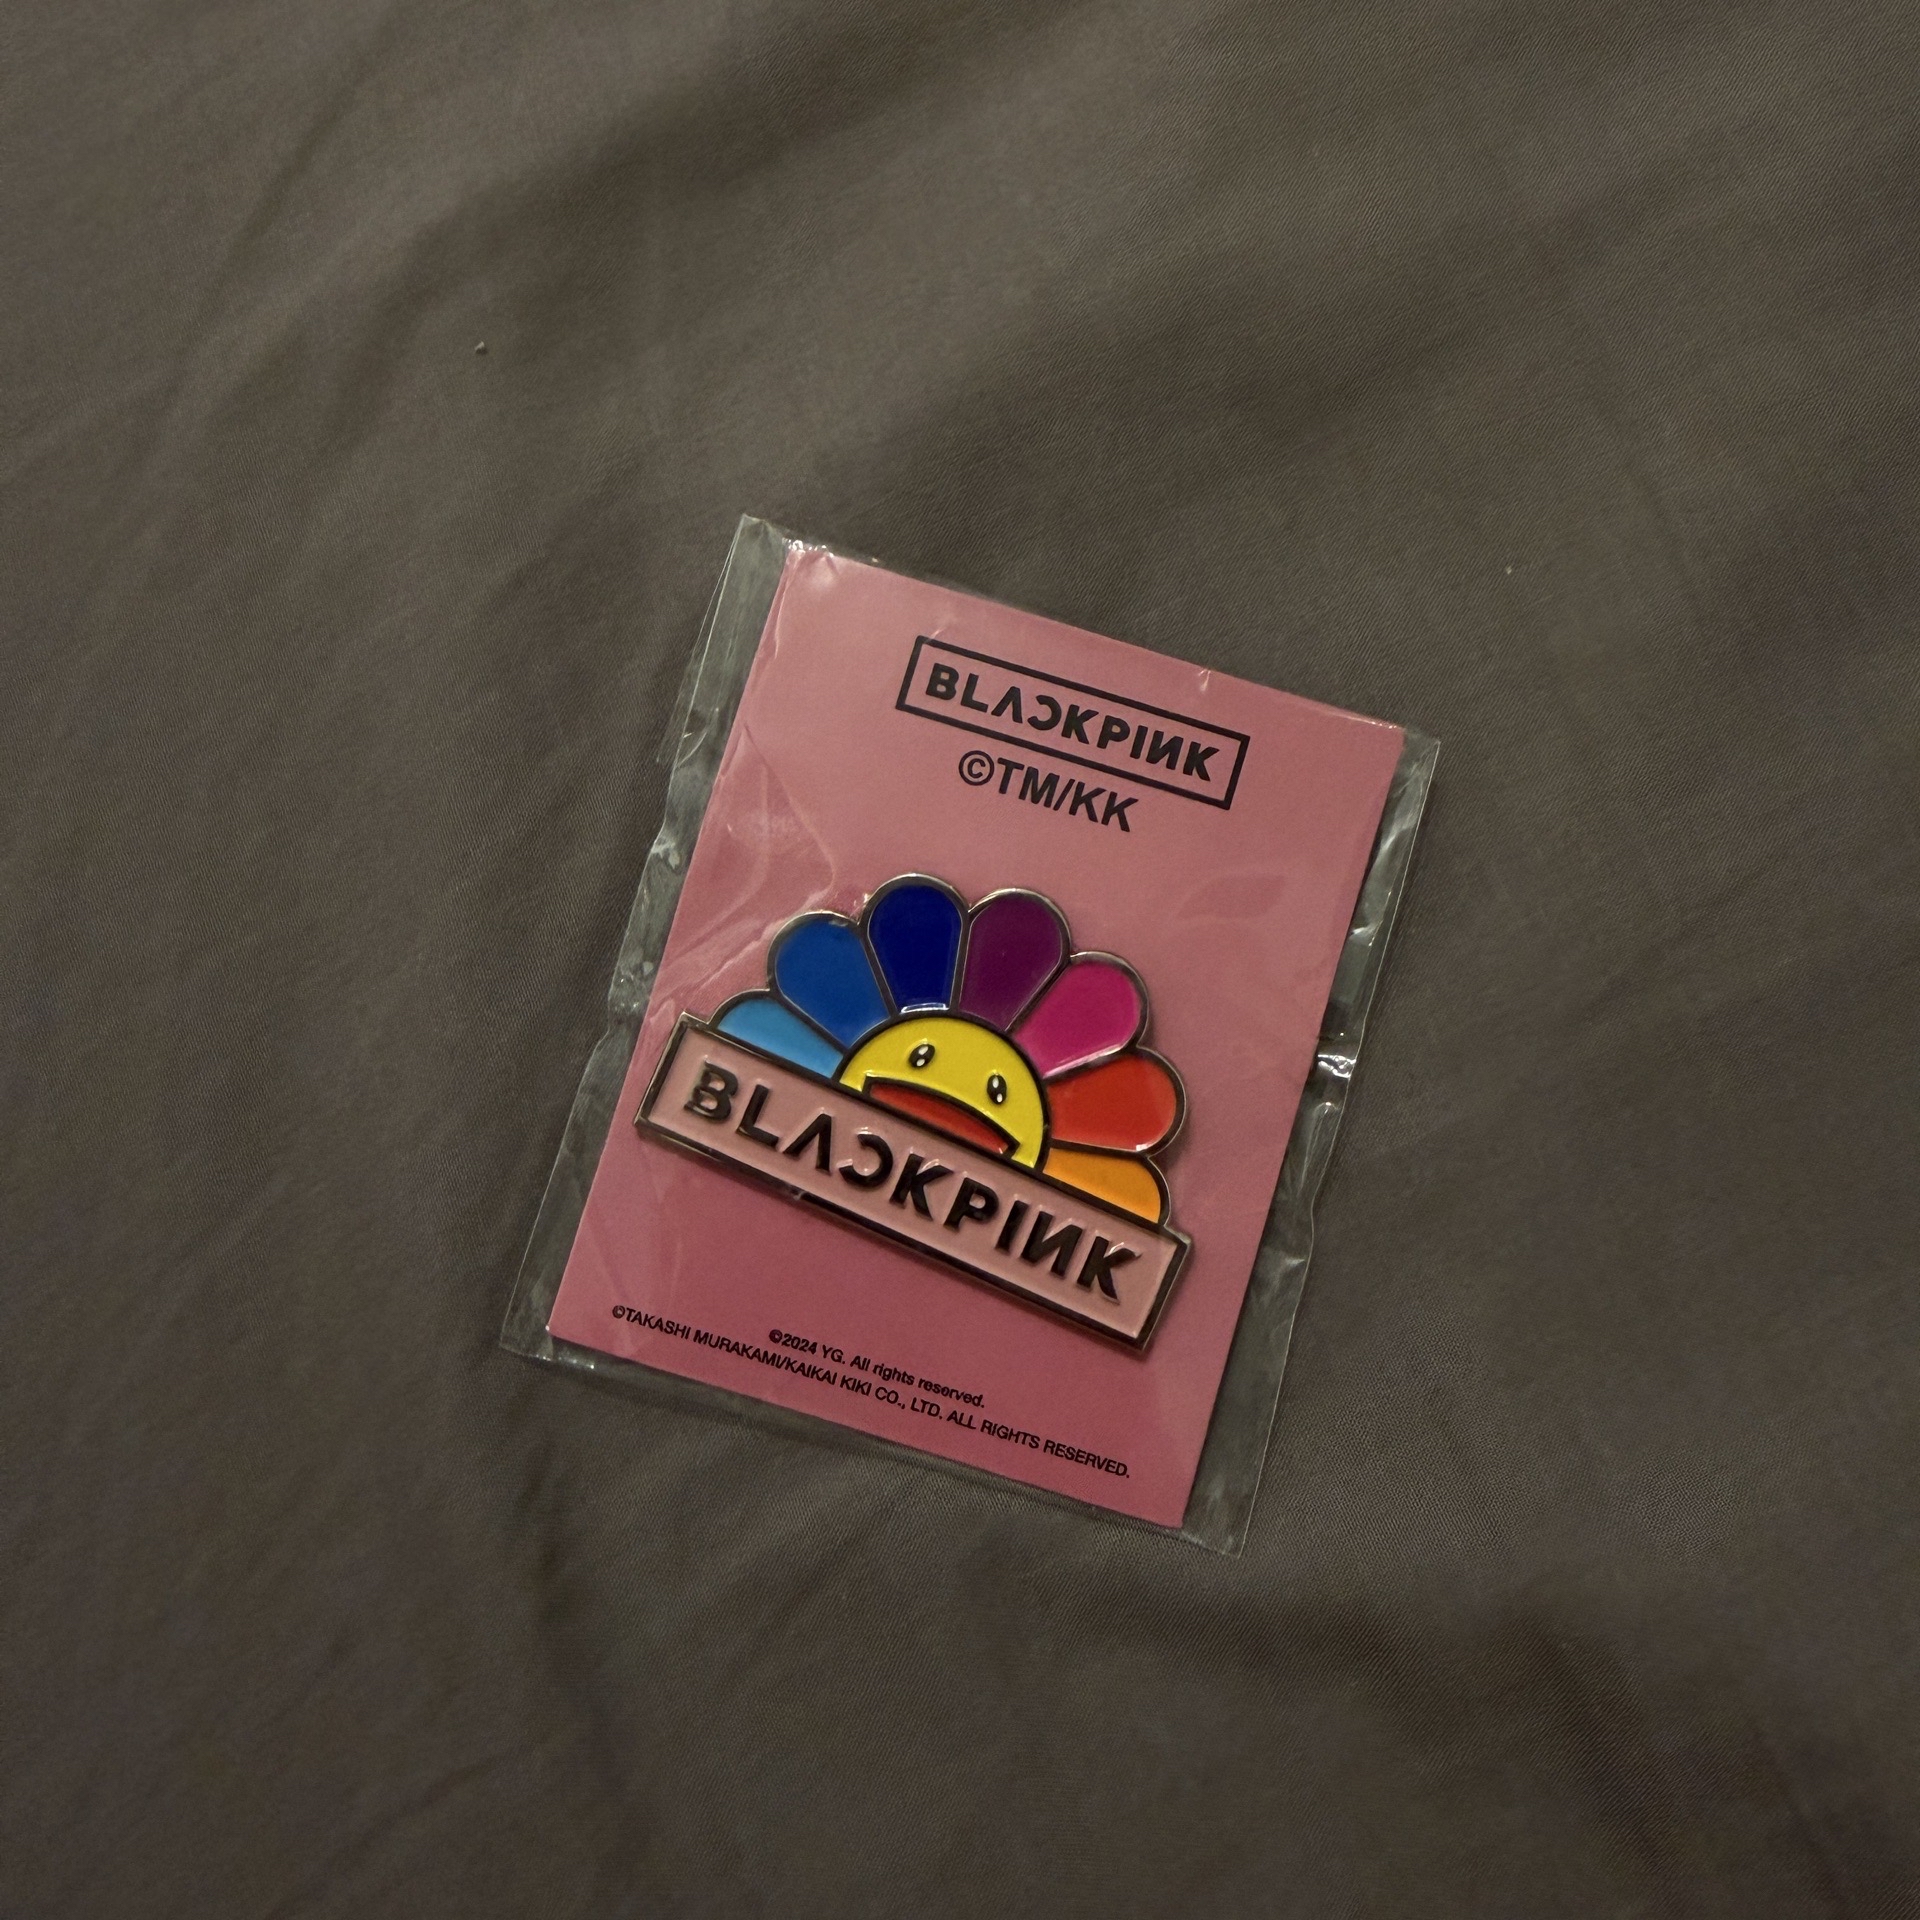 BLACKPINK
©TM/KK
BLACKPINK
©2024 YG. All rights reserved.
©TAKASHI MURAKAMI/KAIKAI KIKI CO., LTD. ALL RIGHTS RESERVED.